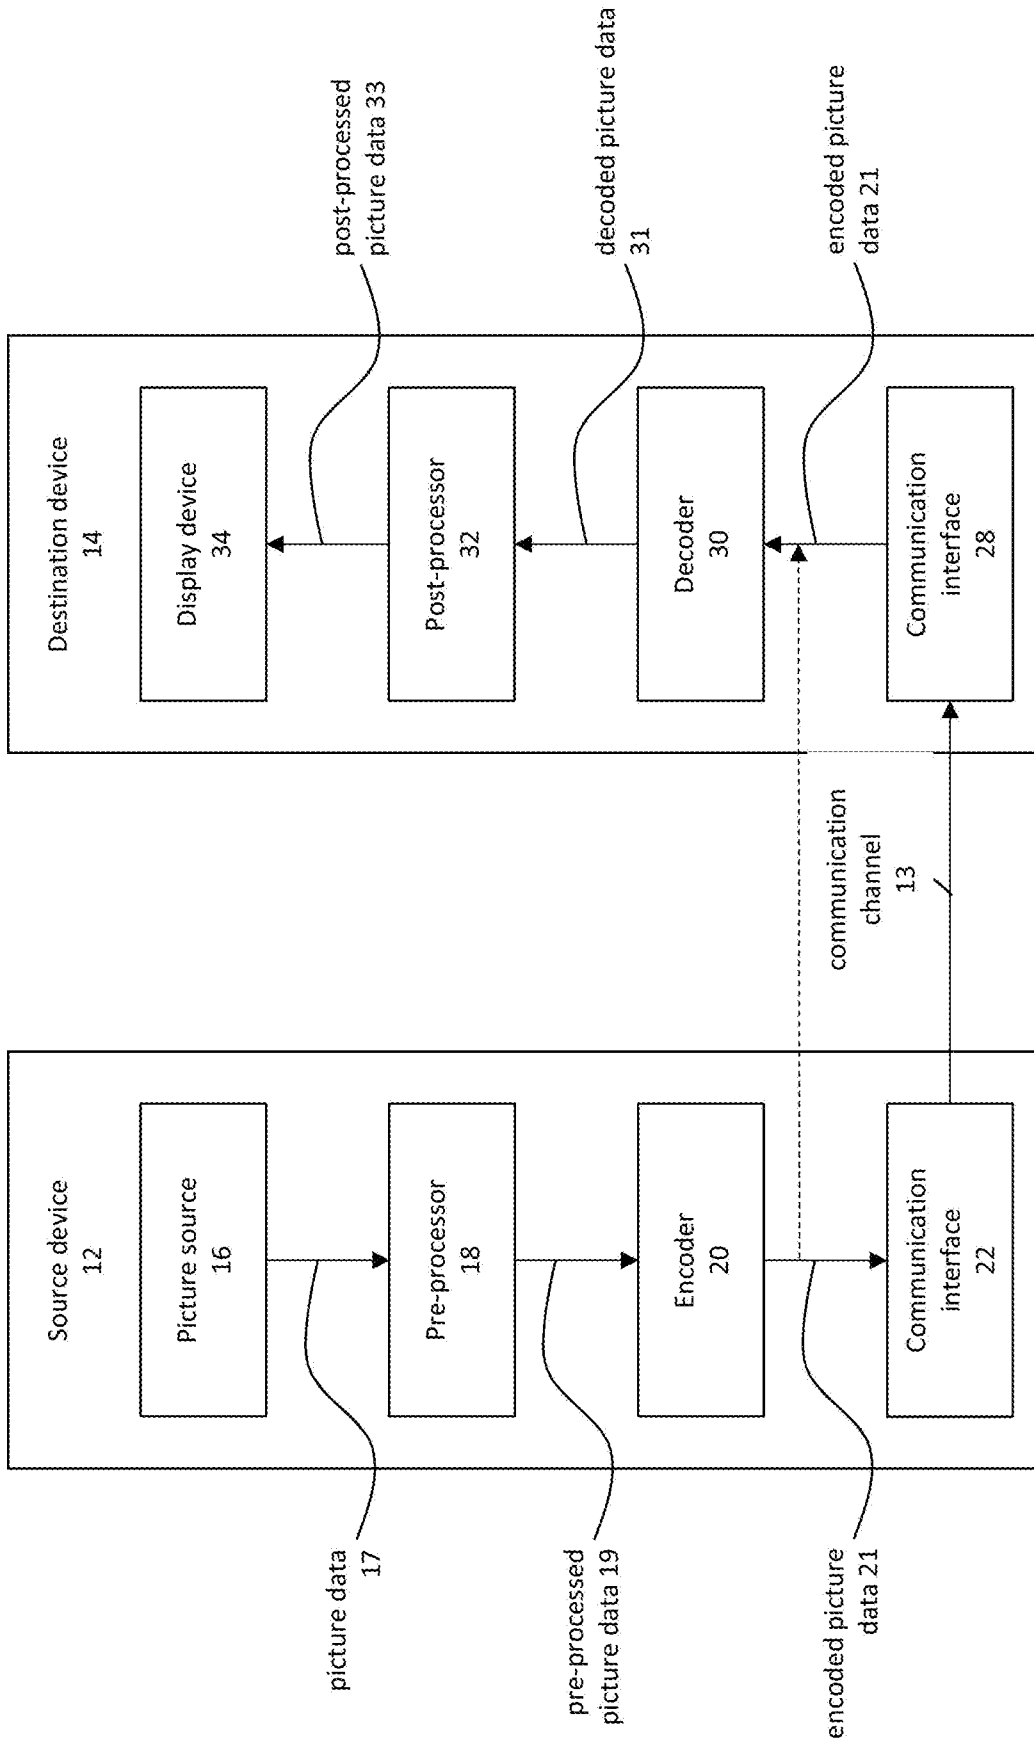 Source device
12
Picture source
16
picture data
17
Pre-processor
18
pre-processed
picture data 19
Encoder
20
encoded picture
data 21
Communication
interface
22
communication
channel
13
Destination device
14
Display device
34
post-processed
picture data 33
Post-processor
32
decoded picture data
31
Decoder
30
encoded picture
data 21
Communication
interface
28